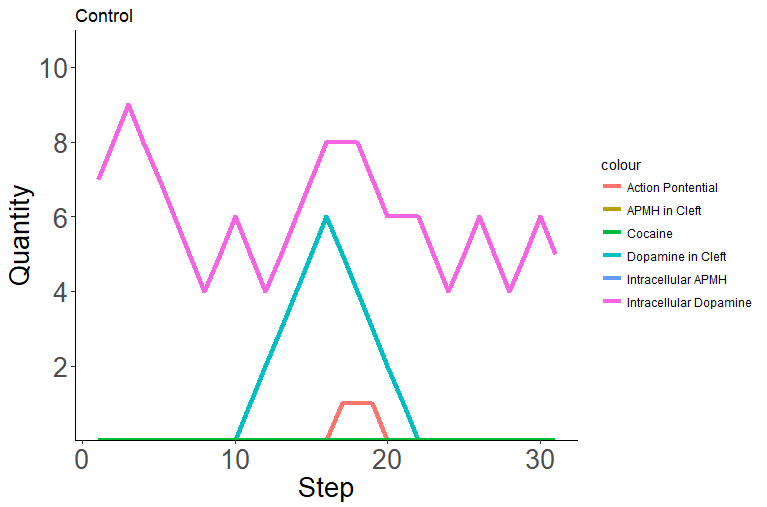 Control
10
8
6
4
2
Quantity
0 10 20 30
Step
colour
Action Pontential
APMH in Cleft
Cocaine
Dopamine in Cleft
Intracellular APMH
Intracellular Dopamine